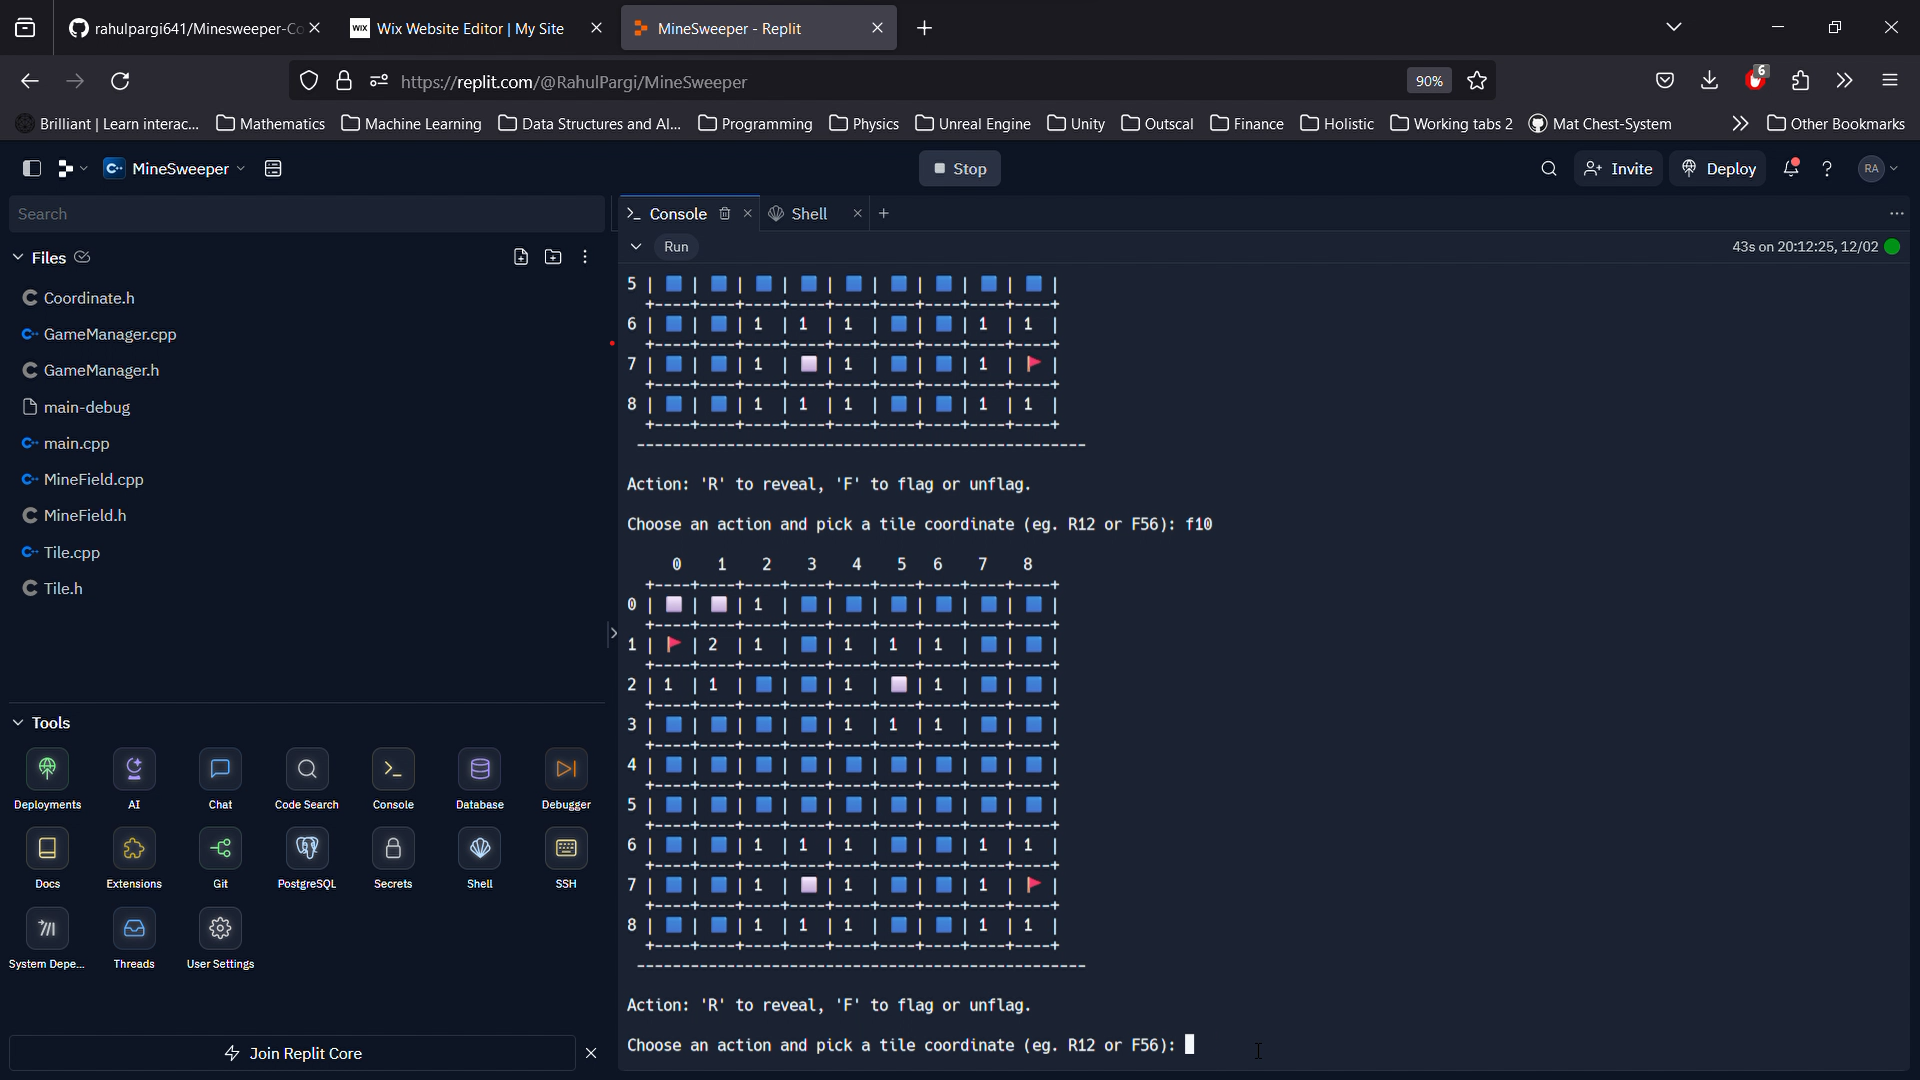 rahulpargi641/Minesweeper-Co
WIX Wix Website Editor | My Site
MineSweeper - Replit
https://replit.com/@RahulPargi/MineSweeper
90%
6
Brilliant | Learn interac...
Mathematics
Machine Learning
Data Structures and Al...
Programming
Physics
Unreal Engine
Unity
Outscal
Finance
Holistic
Working tabs 2
Mat Chest-System
Other Bookmarks
C++ MineSweeper
Stop
Invite
Deploy
?
RA
Search
Files
Coordinate.h
GameManager.cpp
GameManager.h
main-debug
main.cpp
MineField.cpp
MineField.h
Tile.cpp
Tile.h
Tools
Deployments AI Chat Code Search Console Database Debugger
Docs Extensions Git PostgreSQL Secrets Shell SSH
System Depe... Threads User Settings
Join Replit Core
>_ Console
Shell
Run
43s on 20:12:25, 12/02
5 | 🟦 | 🟦 | 🟦 | 🟦 | 🟦 | 🟦 | 🟦 | 🟦 | 🟦 |
+----+----+----+----+----+----+----+----+----+
6 | 🟦 | 🟦 | 1 | 1 | 1 | 🟦 | 🟦 | 1 | 1 |
+----+----+----+----+----+----+----+----+----+
7 | 🟦 | 🟦 | 1 | ⬜ | 1 | 🟦 | 🟦 | 1 | 🚩 |
+----+----+----+----+----+----+----+----+----+
8 | 🟦 | 🟦 | 1 | 1 | 1 | 🟦 | 🟦 | 1 | 1 |
+----+----+----+----+----+----+----+----+----+
--------------------------------------------------
Action: 'R' to reveal, 'F' to flag or unflag.
Choose an action and pick a tile coordinate (eg. R12 or F56): f10
0 1 2 3 4 5 6 7 8
+----+----+----+----+----+----+----+----+----+
0 | ⬜ | ⬜ | 1 | 🟦 | 🟦 | 🟦 | 🟦 | 🟦 | 🟦 |
+----+----+----+----+----+----+----+----+----+
1 | 🚩 | 2 | 1 | 🟦 | 1 | 1 | 1 | 🟦 | 🟦 |
+----+----+----+----+----+----+----+----+----+
2 | 1 | 1 | 🟦 | 🟦 | 1 | ⬜ | 1 | 🟦 | 🟦 |
+----+----+----+----+----+----+----+----+----+
3 | 🟦 | 🟦 | 🟦 | 🟦 | 1 | 1 | 1 | 🟦 | 🟦 |
+----+----+----+----+----+----+----+----+----+
4 | 🟦 | 🟦 | 🟦 | 🟦 | 🟦 | 🟦 | 🟦 | 🟦 | 🟦 |
+----+----+----+----+----+----+----+----+----+
5 | 🟦 | 🟦 | 🟦 | 🟦 | 🟦 | 🟦 | 🟦 | 🟦 | 🟦 |
+----+----+----+----+----+----+----+----+----+
6 | 🟦 | 🟦 | 1 | 1 | 1 | 🟦 | 🟦 | 1 | 1 |
+----+----+----+----+----+----+----+----+----+
7 | 🟦 | 🟦 | 1 | ⬜ | 1 | 🟦 | 🟦 | 1 | 🚩 |
+----+----+----+----+----+----+----+----+----+
8 | 🟦 | 🟦 | 1 | 1 | 1 | 🟦 | 🟦 | 1 | 1 |
+----+----+----+----+----+----+----+----+----+
--------------------------------------------------
Action: 'R' to reveal, 'F' to flag or unflag.
Choose an action and pick a tile coordinate (eg. R12 or F56):